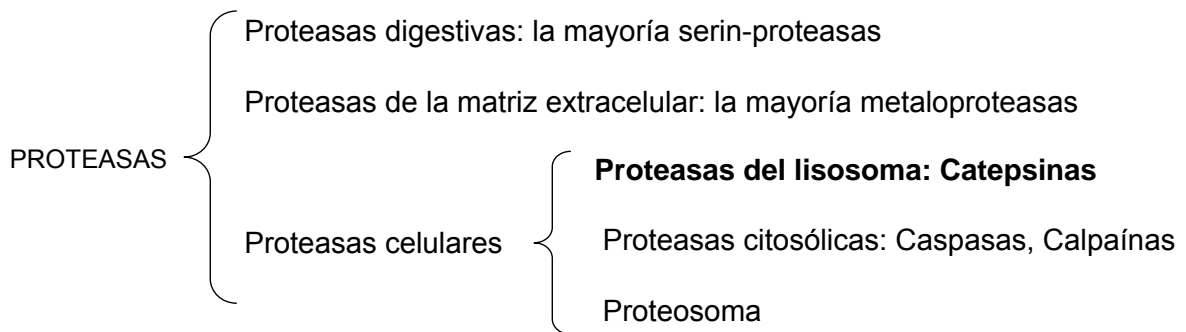 Proteasas digestivas: la mayoría serin-proteasas
Proteasas de la matriz extracelular: la mayoría metaloproteasas
PROTEASAS
Proteasas celulares
Proteasas del lisosoma: Catepsinas
Proteasas citosólicas: Caspasas, Calpaínas
Proteosoma